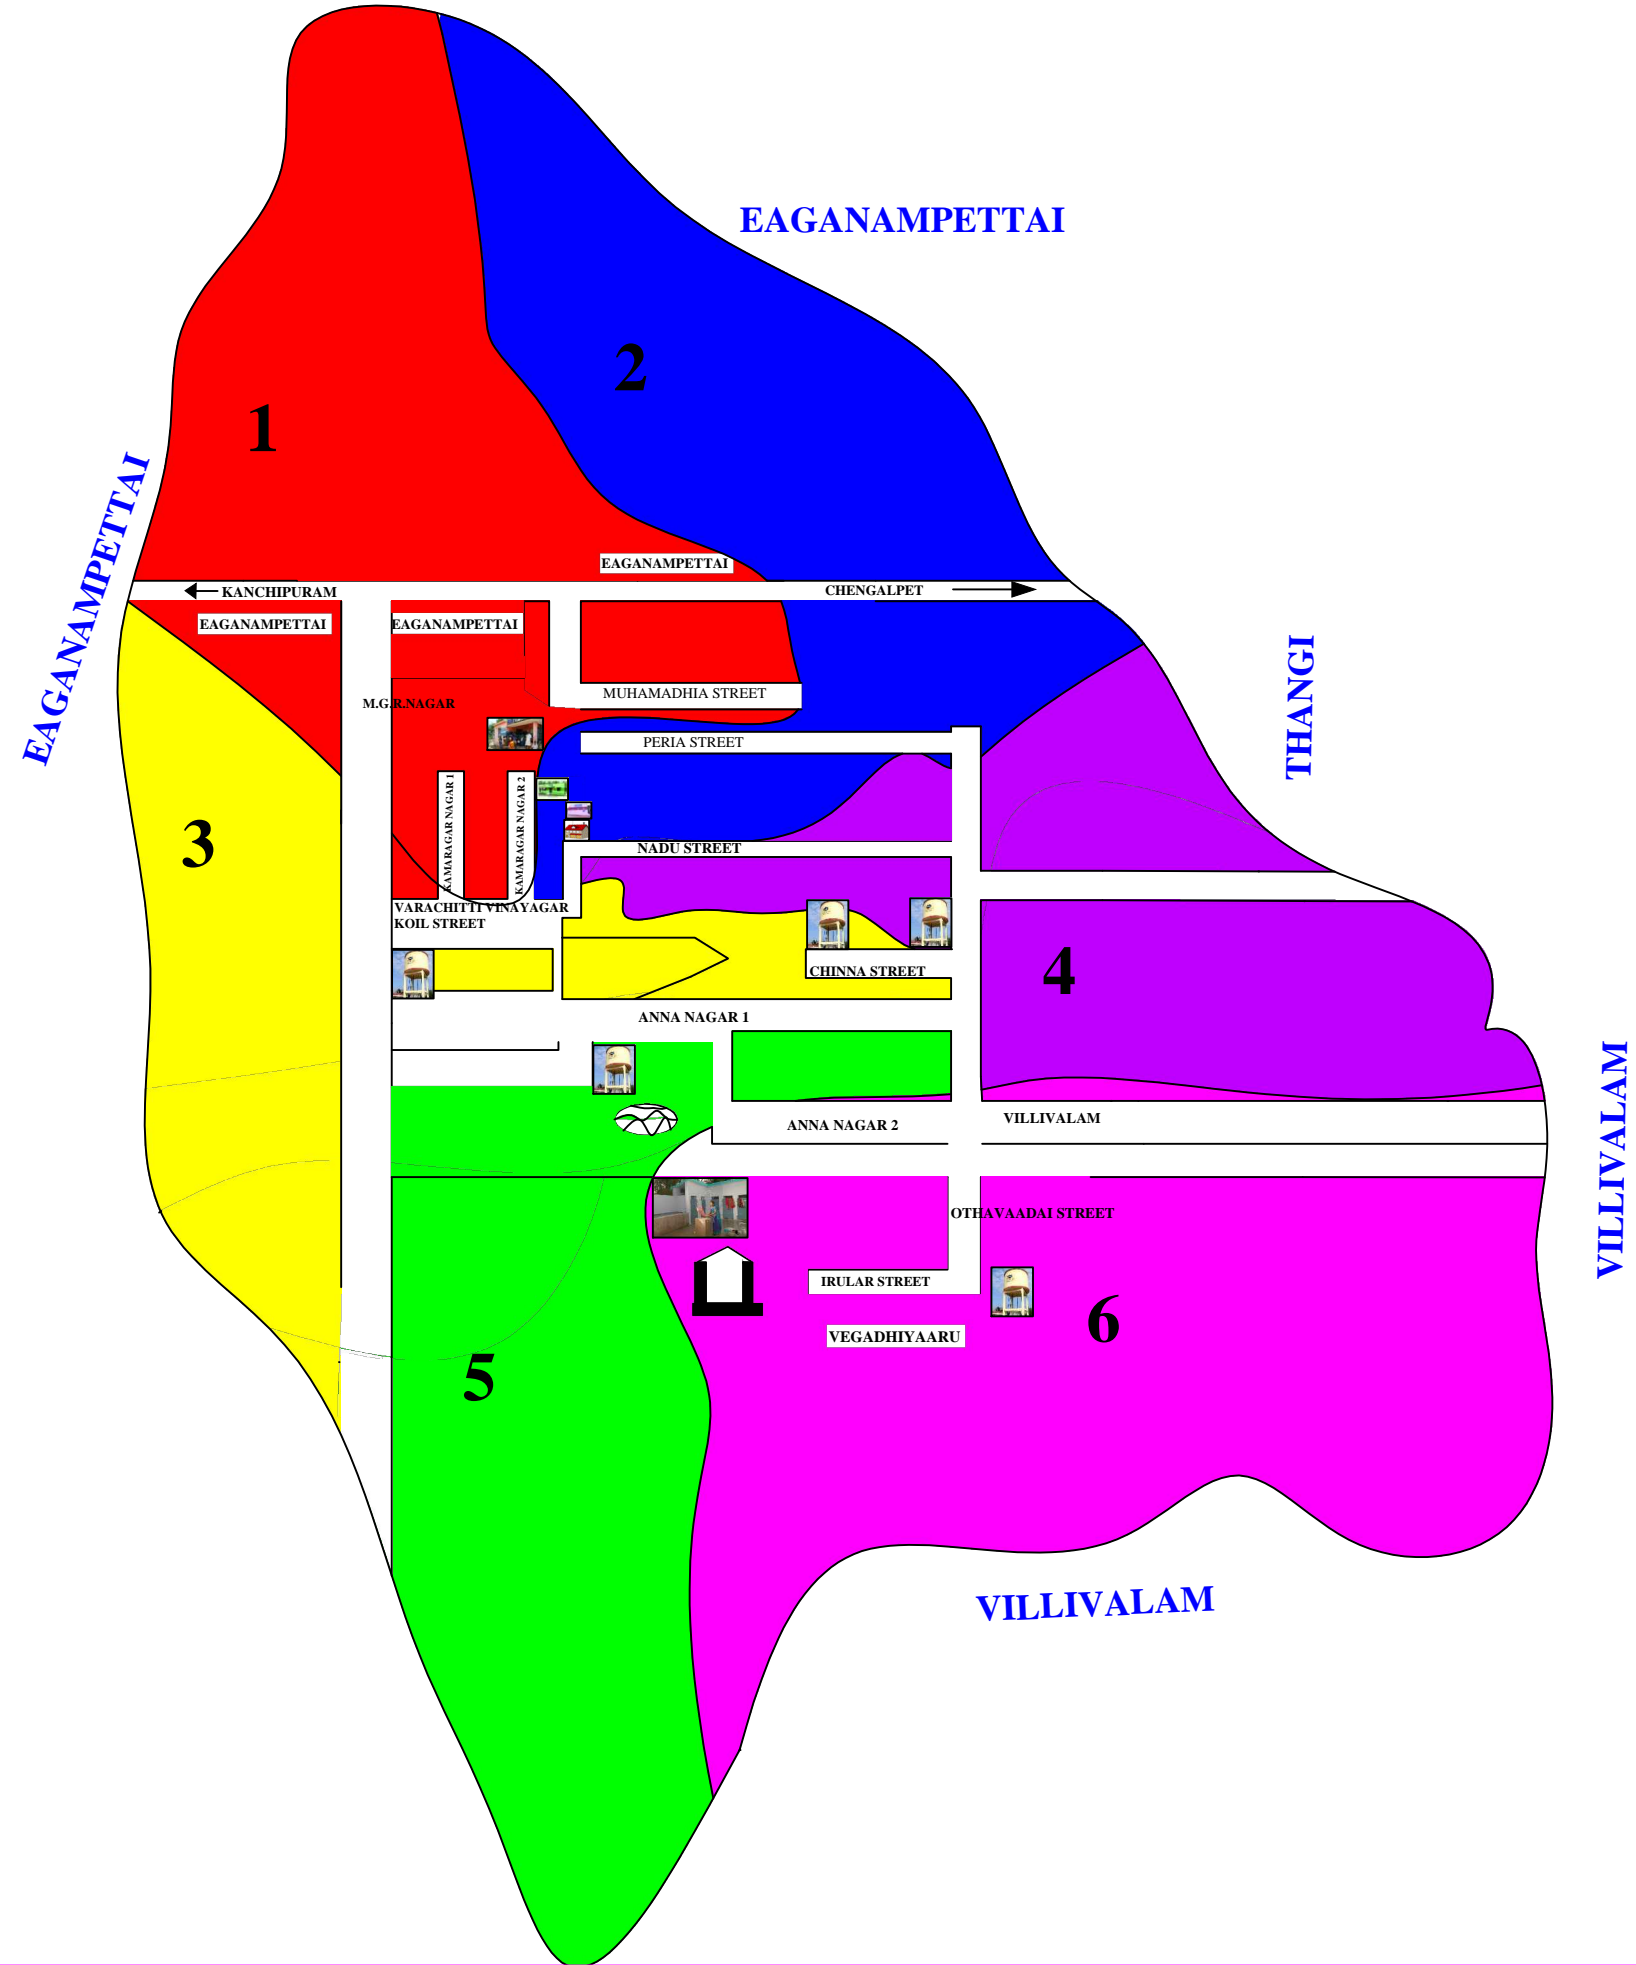 EAGANAMPETTAI
2
1
EAGANAMPETTAI
EAGANAMPETTAI
KANCHIPURAM
CHENGALPET
EAGANAMPETTAI
EAGANAMPETTAI
THANGI
MUHAMADHIA STREET
M.G.R.NAGAR
PERIA STREET
KAMARAGAR NAGAR 1
KAMARAGAR NAGAR 2
3
NADU STREET
VARACHITTI VINAYAGAR
KOIL STREET
CHINNA STREET
4
ANNA NAGAR 1
VILLIVALAM
ANNA NAGAR 2
VILLIVALAM
OTHAVAADAI STREET
IRULAR STREET
6
VEGADHIYAARU
5
VILLIVALAM